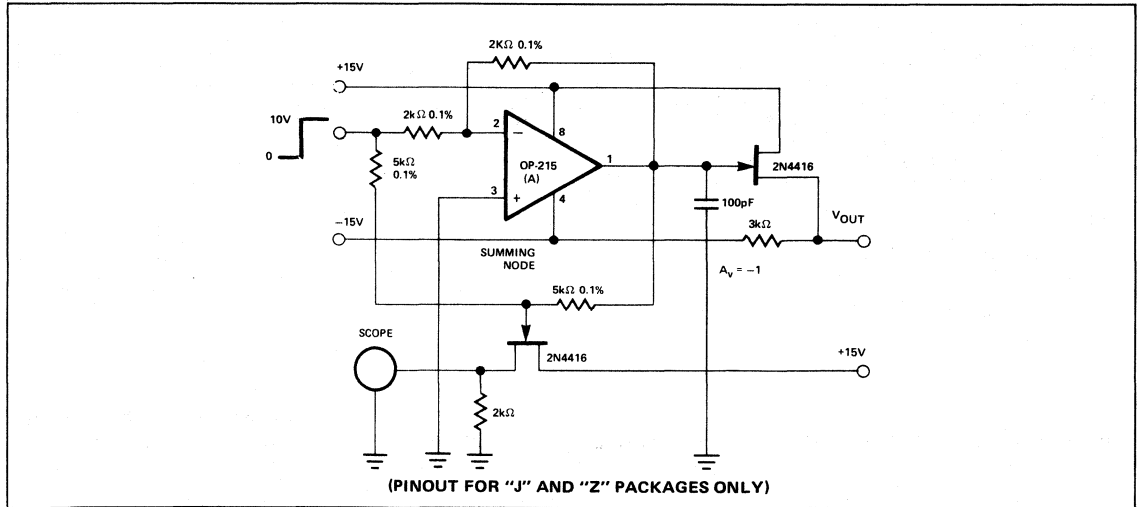 2KΩ 0.1%
+15V
10V
0
2kΩ 0.1%
2
8
5kΩ
0.1%
OP-215
(A)
1
2N4416
3
4
100pF
VOUT
−15V
3kΩ
SUMMING
NODE
Av = −1
5kΩ 0.1%
SCOPE
2N4416
+15V
2kΩ
(PINOUT FOR "J" AND "Z" PACKAGES ONLY)